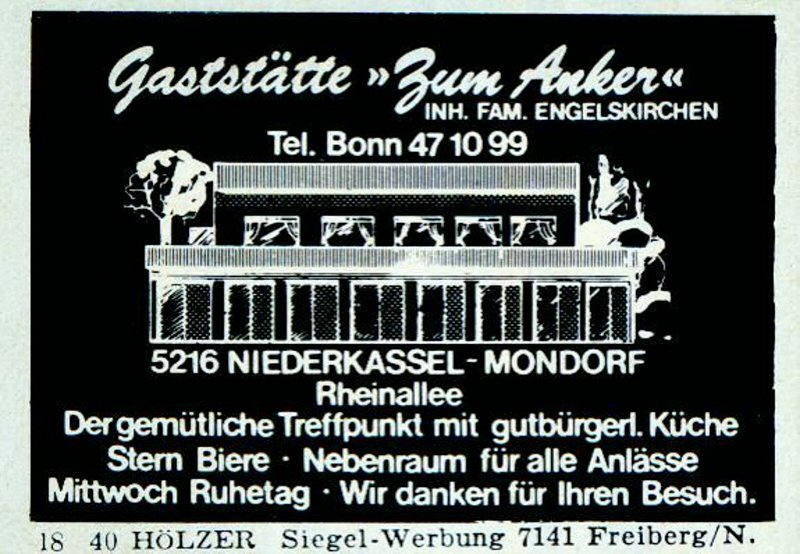 Gaststätte »Zum Anker«
INH. FAM. ENGELSKIRCHEN
Tel. Bonn 47 10 99
5216 NIEDERKASSEL-MONDORF
Rheinallee
Der gemütliche Treffpunkt mit gutbürgerl. Küche
Stern Biere · Nebenraum für alle Anlässe
Mittwoch Ruhetag · Wir danken für Ihren Besuch.
18 40 HÖLZER Siegel-Werbung 7141 Freiberg/N.